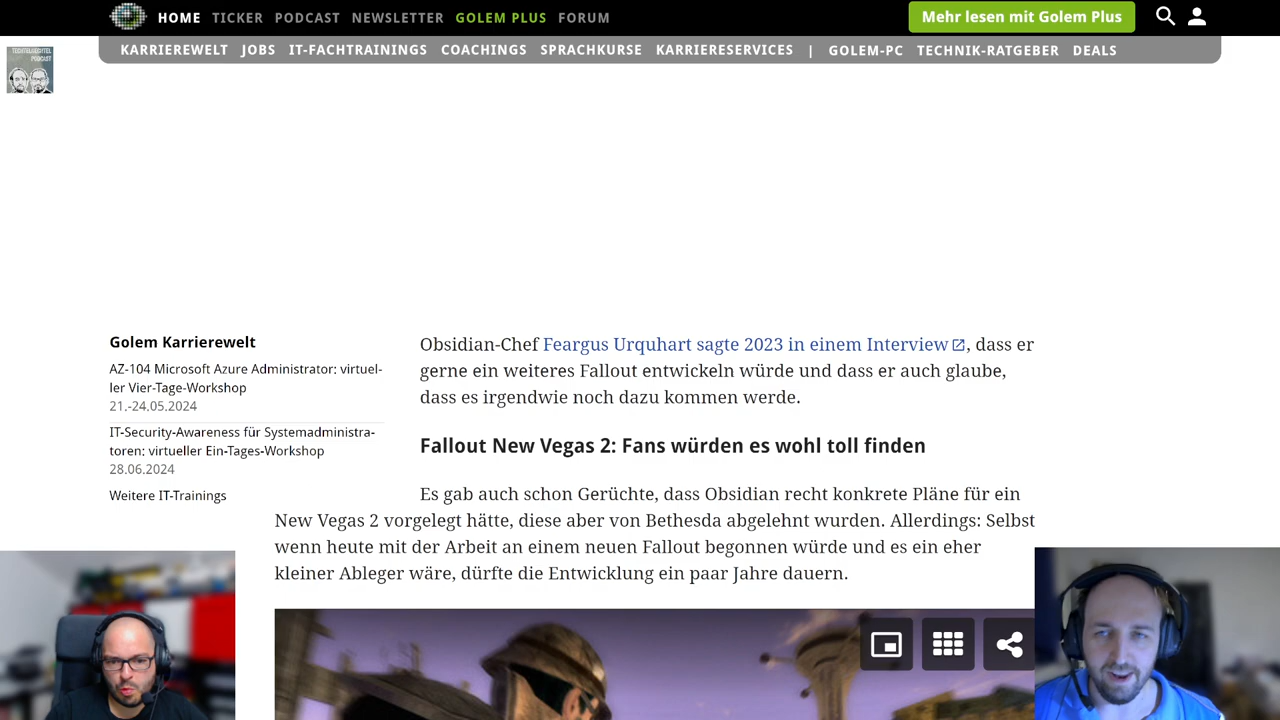 HOME TICKER PODCAST NEWSLETTER GOLEM PLUS FORUM
Mehr lesen mit Golem Plus
KARRIEREWELT JOBS IT-FACHTRAININGS COACHINGS SPRACHKURSE KARRIERESERVICES | GOLEM-PC TECHNIK-RATGEBER DEALS
PODCAST
Golem Karrierewelt
AZ-104 Microsoft Azure Administrator: virtuel-
ler Vier-Tage-Workshop
21.-24.05.2024
IT-Security-Awareness für Systemadministra-
toren: virtueller Ein-Tages-Workshop
28.06.2024
Weitere IT-Trainings
Obsidian-Chef Feargus Urquhart sagte 2023 in einem Interview, dass er
gerne ein weiteres Fallout entwickeln würde und dass er auch glaube,
dass es irgendwie noch dazu kommen werde.
Fallout New Vegas 2: Fans würden es wohl toll finden
Es gab auch schon Gerüchte, dass Obsidian recht konkrete Pläne für ein
New Vegas 2 vorgelegt hätte, diese aber von Bethesda abgelehnt wurden. Allerdings: Selbst
wenn heute mit der Arbeit an einem neuen Fallout begonnen würde und es ein eher
kleiner Ableger wäre, dürfte die Entwicklung ein paar Jahre dauern.